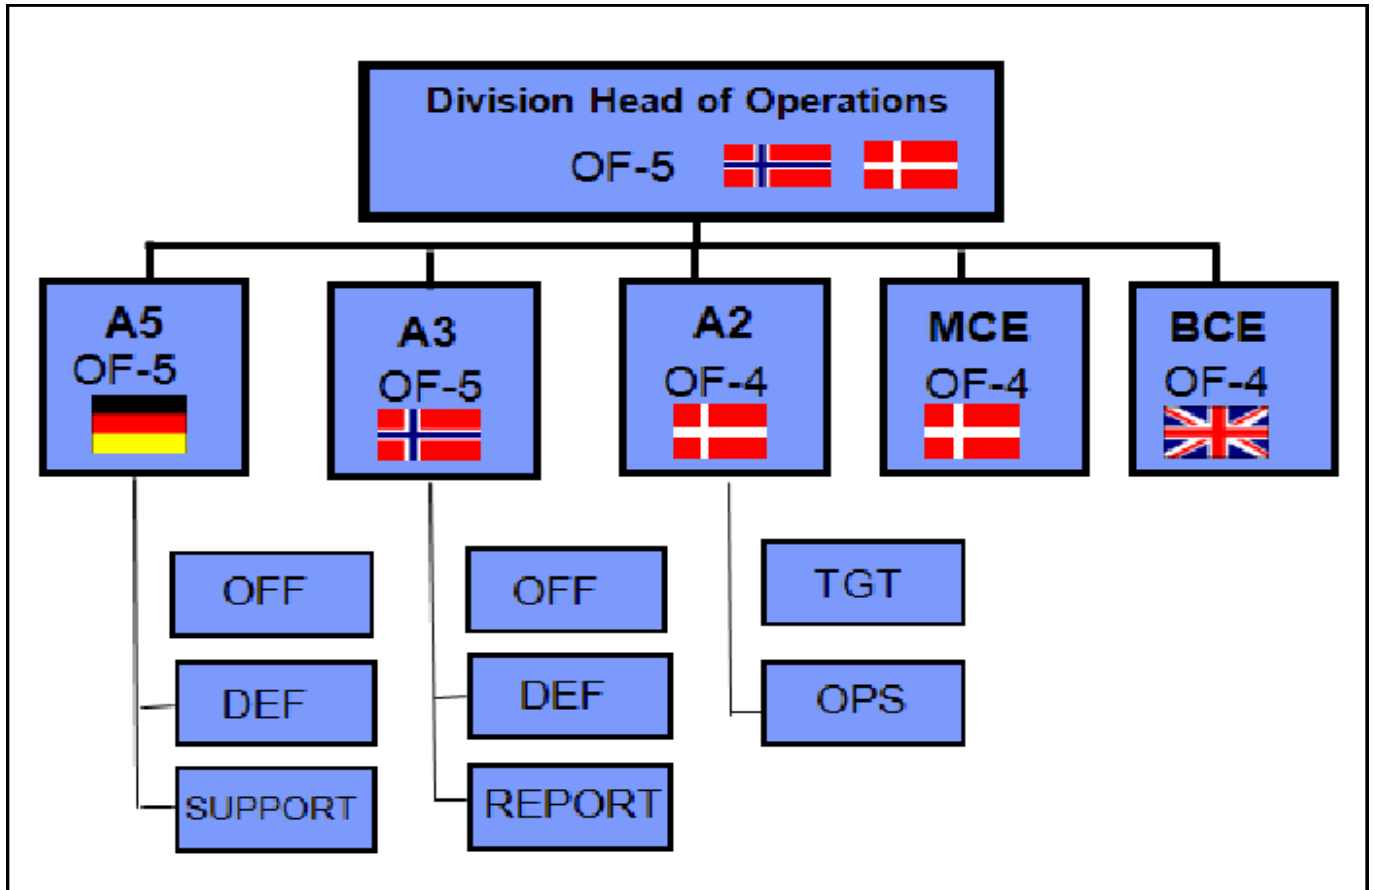 Division Head of Operations
OF-5
A5
OF-5
A3
OF-5
A2
OF-4
MCE
OF-4
BCE
OF-4
OFF
DEF
SUPPORT
OFF
DEF
REPORT
TGT
OPS